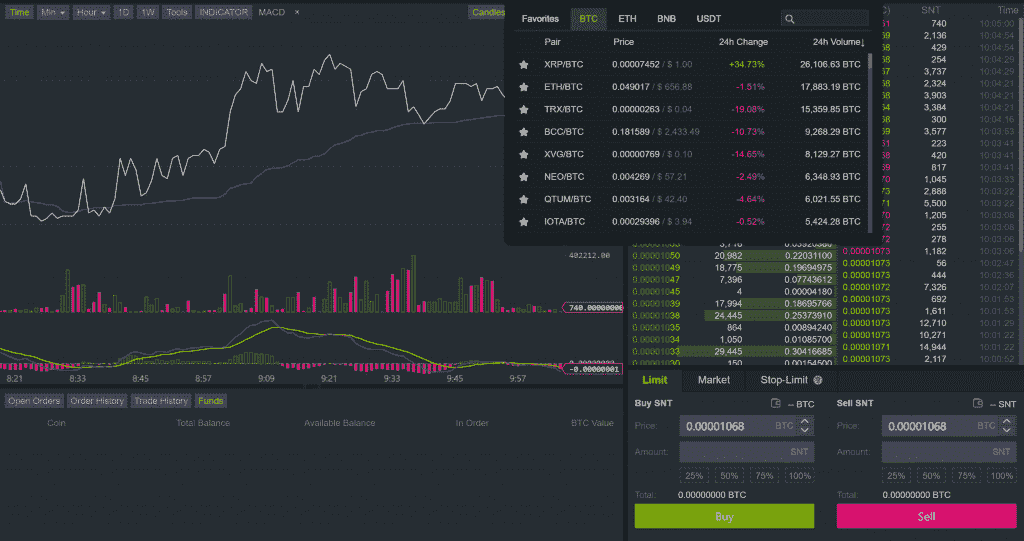 Time Min Hour 1D 1W Tools INDICATOR MACD × Candles
Favorites BTC ETH BNB USDT
Pair Price 24h Change 24h Volume↓
XRP/BTC 0.00007452 / $ 1.00 +34.73% 26,106.63 BTC
ETH/BTC 0.049017 / $ 656.88 -1.51% 17,883.19 BTC
TRX/BTC 0.00000263 / $ 0.04 -19.08% 15,359.85 BTC
BCC/BTC 0.181589 / $ 2,433.49 -10.73% 9,268.29 BTC
XVG/BTC 0.00000769 / $ 0.10 -14.65% 8,129.27 BTC
NEO/BTC 0.004269 / $ 57.21 -2.49% 6,348.93 BTC
QTUM/BTC 0.003164 / $ 42.40 -4.64% 6,021.55 BTC
IOTA/BTC 0.00029396 / $ 3.94 -0.52% 5,424.28 BTC
SNT Time
740 10:05:00
2,136 10:04:54
429 10:04:54
254 10:04:29
3,737 10:04:29
2,324 10:04:21
3,903 10:04:21
3,384 10:04:21
300 10:04:16
3,577 10:03:53
223 10:03:41
420 10:03:41
817 10:03:41
1,045 10:03:33
2,888 10:03:22
5,500 10:03:22
1,205 10:03:08
255 10:03:08
278 10:03:06
0.00001073 1,182 10:03:06
0.00001073 56 10:02:47
0.00001073 444 10:02:36
0.00001072 7,326 10:02:01
0.00001073 692 10:01:53
0.00001073 1,611 10:01:53
0.00001073 12,710 10:01:29
0.00001073 10,271 10:01:22
0.00001071 14,944 10:01:22
0.00001073 2,117 10:00:52
0.00001050 20,982 0.22031100
0.00001049 18,775 0.19694975
0.00001047 7,396 0.07743612
0.00001045 4 0.00004180
0.00001039 17,994 0.18695766
0.00001038 24,445 0.25373910
0.00001035 864 0.00894240
0.00001034 1,050 0.01085700
0.00001033 29,445 0.30416685
150 0.00154500
402212.00
740.00000000
-0.00000001
8:21 8:33 8:45 8:57 9:09 9:21 9:33 9:45 9:57
Open Orders Order History Trade History Funds
Coin Total Balance Available Balance In Order BTC Value
Limit Market Stop-Limit
Buy SNT -- BTC
Price: 0.00001068 BTC
Amount: SNT
25% 50% 75% 100%
Total: 0.00000000 BTC
Buy
Sell SNT -- SNT
Price: 0.00001068 BTC
Amount: SNT
25% 50% 75% 100%
Total: 0.00000000 BTC
Sell